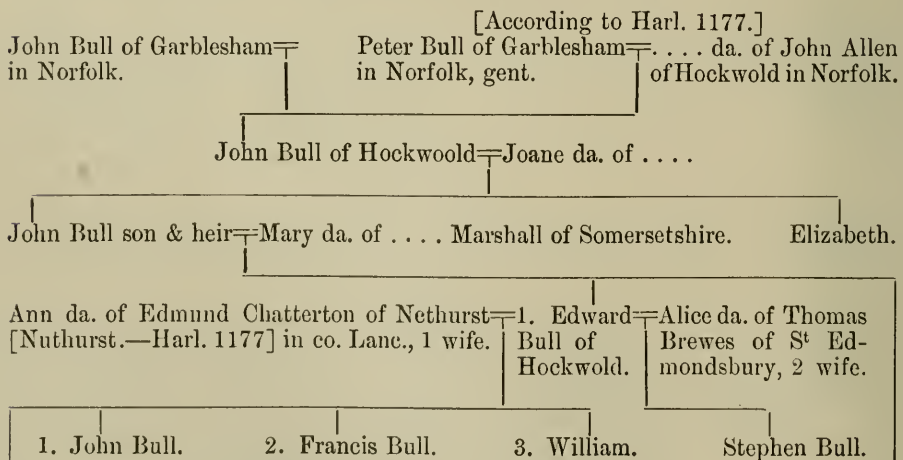 [According to Harl. 1177.]
John Bull of Garblesham=
in Norfolk.
Peter Bull of Garblesham=. . . . da. of John Allen
in Norfolk, gent.
of Hockwold in Norfolk.
John Bull of Hockwoold=Joane da. of . . . .
John Bull son & heir=Mary da. of . . . . Marshall of Somersetshire.
Elizabeth.
Ann da. of Edmund Chatterton of Nethurst=
[Nuthurst.—Harl. 1177] in co. Lanc., 1 wife.
1. Edward=
Bull of
Hockwold.
Alice da. of Thomas
Brewes of St Ed-
mondsbury, 2 wife.
1. John Bull.
2. Francis Bull.
3. William.
Stephen Bull.